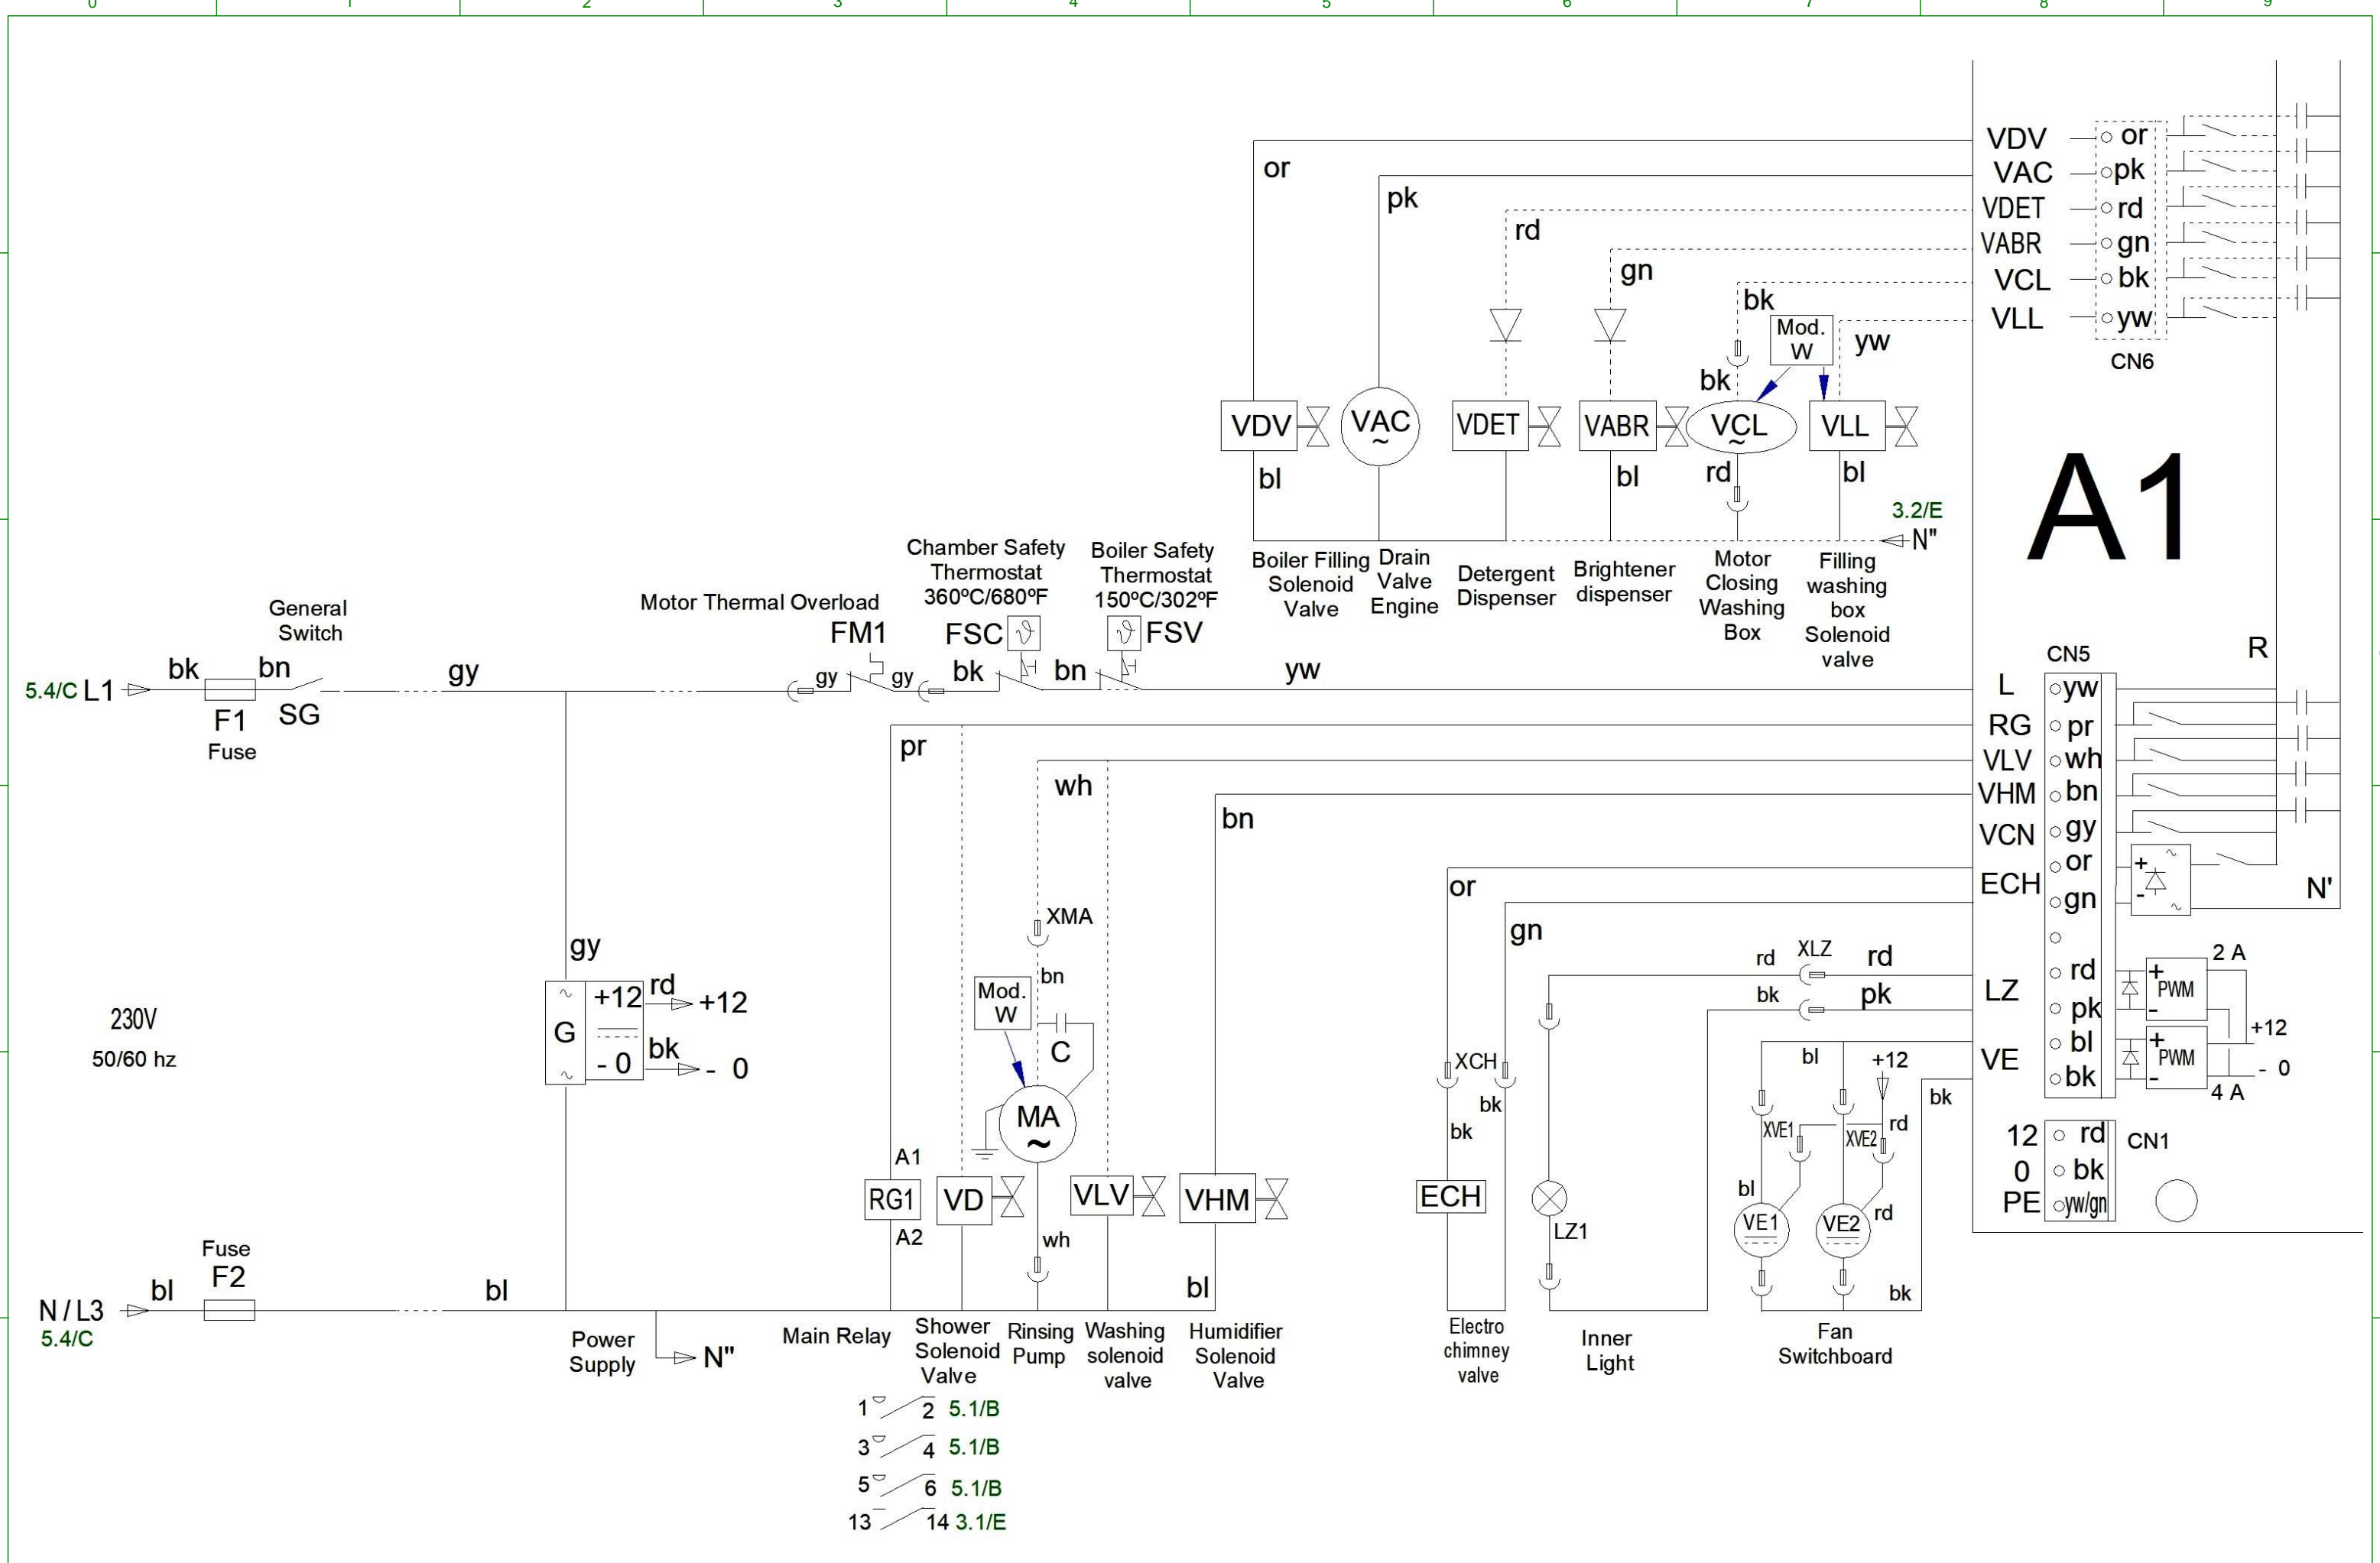 0 1 2 3 4 5 6 7 8 9
VDV or
VAC pk
VDET rd
VABR gn
VCL bk
VLL yw
CN6
or
pk
rd
gn
bk
Mod.
W
yw
bk
VDV
VAC
~
VDET
VABR
VCL
~
VLL
bl
bl
rd
bl
3.2/E
N"
A1
Boiler Filling
Solenoid
Valve
Drain
Valve
Engine
Detergent
Dispenser
Brightener
dispenser
Motor
Closing
Washing
Box
Filling
washing
box
Solenoid
valve
General
Switch
Motor Thermal Overload
FM1
Chamber Safety
Thermostat
360ºC/680ºF
FSC
Boiler Safety
Thermostat
150ºC/302ºF
FSV
5.4/C L1
bk
F1
Fuse
bn
SG
gy
gy
gy
bk
bn
yw
CN5
R
L yw
RG pr
VLV wh
VHM bn
VCN gy
or
ECH
gn
N'
rd
LZ
pk
bl
VE
bk
+
-
+
PWM
-
2 A
+
PWM
-
4 A
+12
- 0
CN1
12 rd
0 bk
PE yw/gn
pr
wh
bn
or
gn
gy
G
+12
- 0
rd
+12
bk
- 0
230V
50/60 hz
XMA
bn
Mod.
W
C
MA
~
wh
A1
RG1
A2
VD
VLV
VHM
bl
XCH
bk
bk
ECH
rd
XLZ
rd
bk
pk
LZ1
bl
+12
bk
XVE1
XVE2
rd
bl
VE1
VE2
rd
bk
Fuse
F2
N / L3
5.4/C
bl
bl
Power
Supply
N"
Main Relay
Shower
Solenoid
Valve
Rinsing
Pump
Washing
solenoid
valve
Humidifier
Solenoid
Valve
Electro
chimney
valve
Inner
Light
Fan
Switchboard
1 2 5.1/B
3 4 5.1/B
5 6 5.1/B
13 14 3.1/E